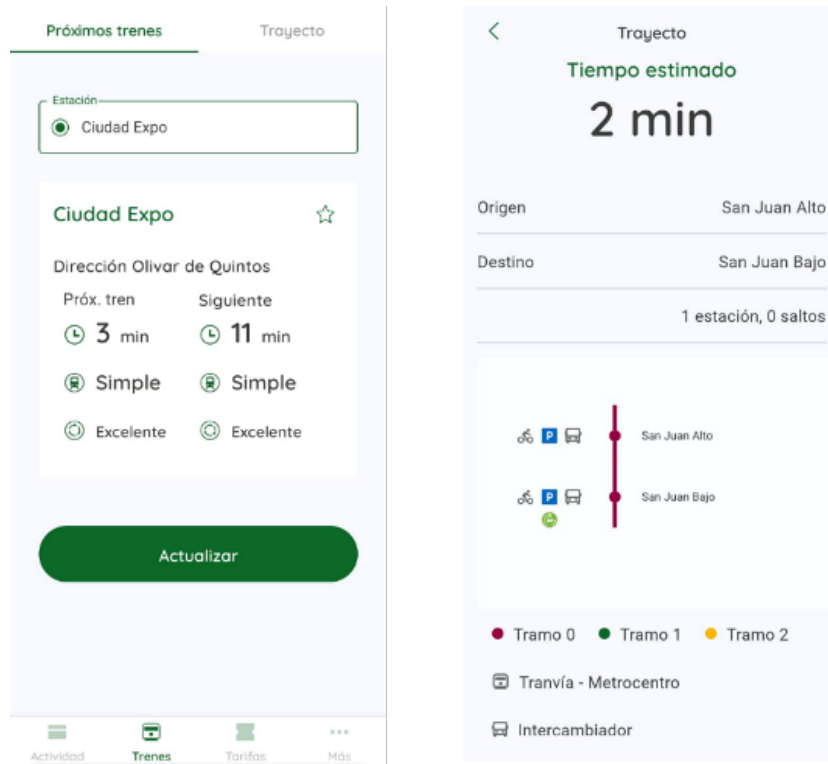 Próximos trenes
Trayecto
Estación
Ciudad Expo
Ciudad Expo
Dirección Olivar de Quintos
Próx. tren
Siguiente
3 min
11 min
Simple
Simple
Excelente
Excelente
Actualizar
Actividad
Trenes
Tarifas
Más
Trayecto
Tiempo estimado
2 min
Origen
San Juan Alto
Destino
San Juan Bajo
1 estación, 0 saltos
P
San Juan Alto
P
San Juan Bajo
Tramo 0
Tramo 1
Tramo 2
Tranvía - Metrocentro
Intercambiador